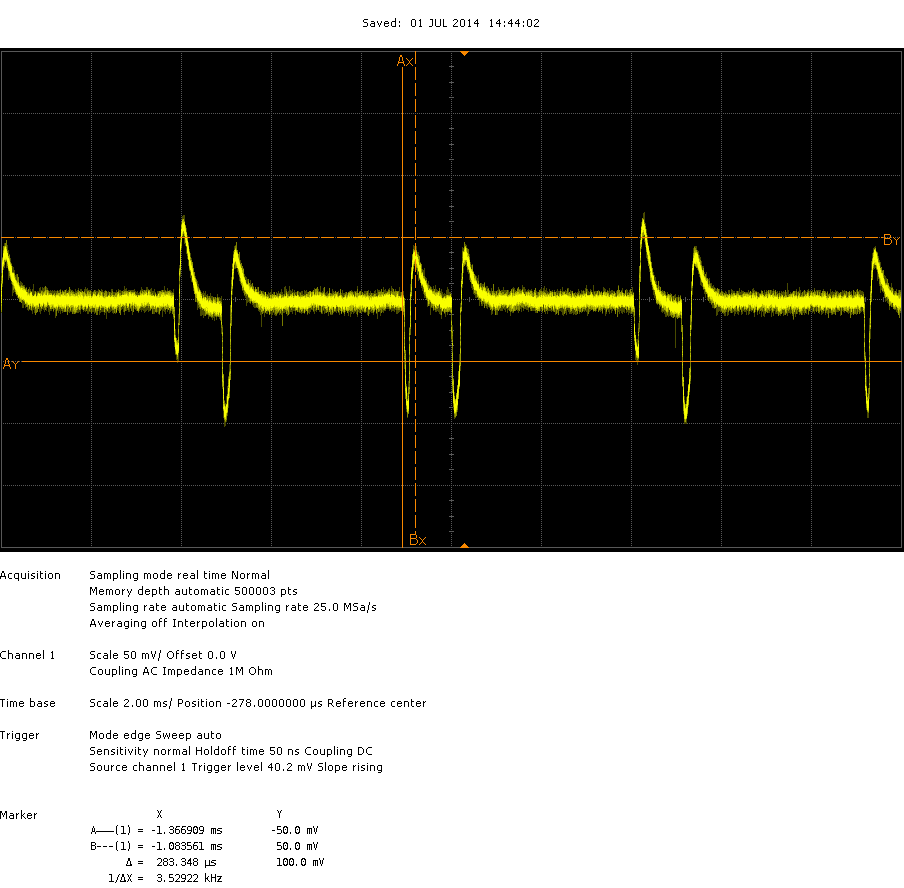 Saved: 01 JUL 2014 14:44:02
Ax
BY
AY
Bx
Acquisition Sampling mode real time Normal
Memory depth automatic 500003 pts
Sampling rate automatic Sampling rate 25.0 MSa/s
Averaging off Interpolation on
Channel 1 Scale 50 mV/ Offset 0.0 V
Coupling AC Impedance 1M Ohm
Time base Scale 2.00 ms/ Position -278.0000000 µs Reference center
Trigger Mode edge Sweep auto
Sensitivity normal Holdoff time 50 ns Coupling DC
Source channel 1 Trigger level 40.2 mV Slope rising
Marker X Y
A———(1) = -1.366909 ms -50.0 mV
B---(1) = -1.083561 ms 50.0 mV
Δ = 283.348 µs 100.0 mV
1/ΔX = 3.52922 kHz